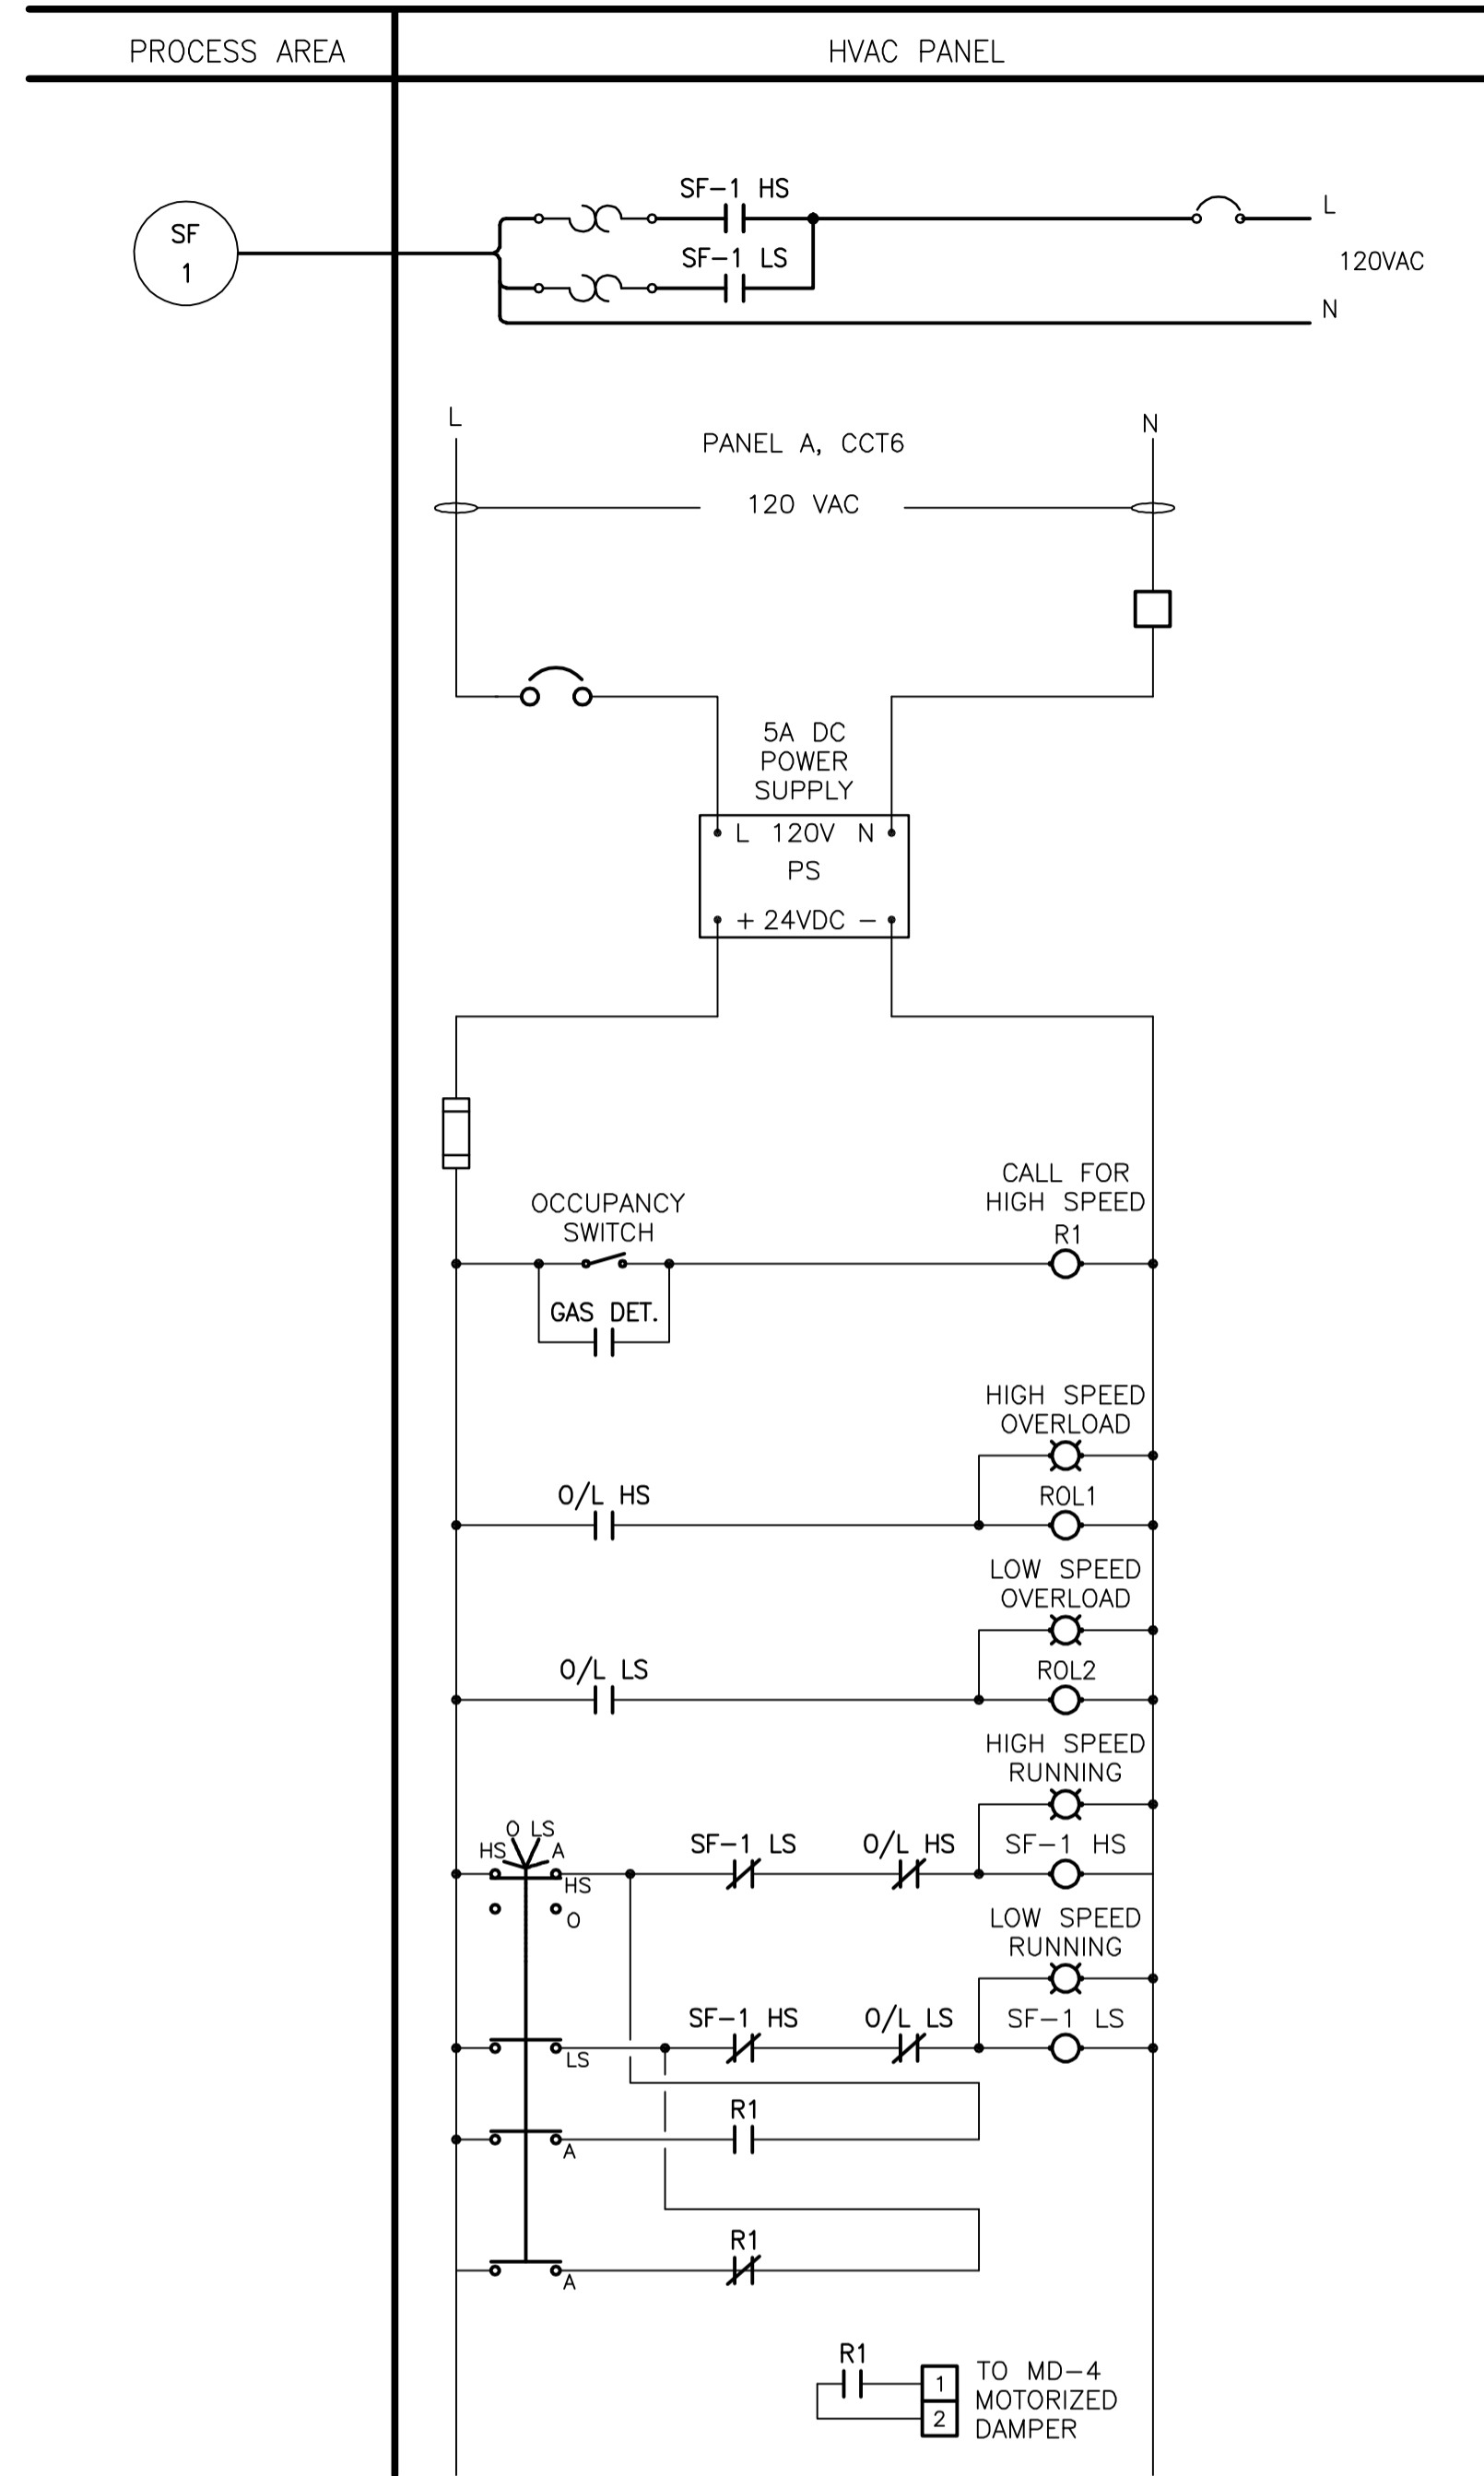 PROCESS AREA
HVAC PANEL
SF-1 HS
L
SF
1
SF-1 LS
120VAC
N
L
N
PANEL A, CCT6
120 VAC
5A DC
POWER
SUPPLY
L 120V N
PS
+ 24VDC -
CALL FOR
HIGH SPEED
OCCUPANCY
SWITCH
R1
GAS DET.
HIGH SPEED
OVERLOAD
O/L HS
ROL1
LOW SPEED
OVERLOAD
O/L LS
ROL2
HIGH SPEED
RUNNING
O LS
HS A
SF-1 LS
O/L HS
SF-1 HS
HS
O
LOW SPEED
RUNNING
SF-1 HS
O/L LS
SF-1 LS
LS
R1
A
R1
A
R1
1
2
TO MD-4
MOTORIZED
DAMPER